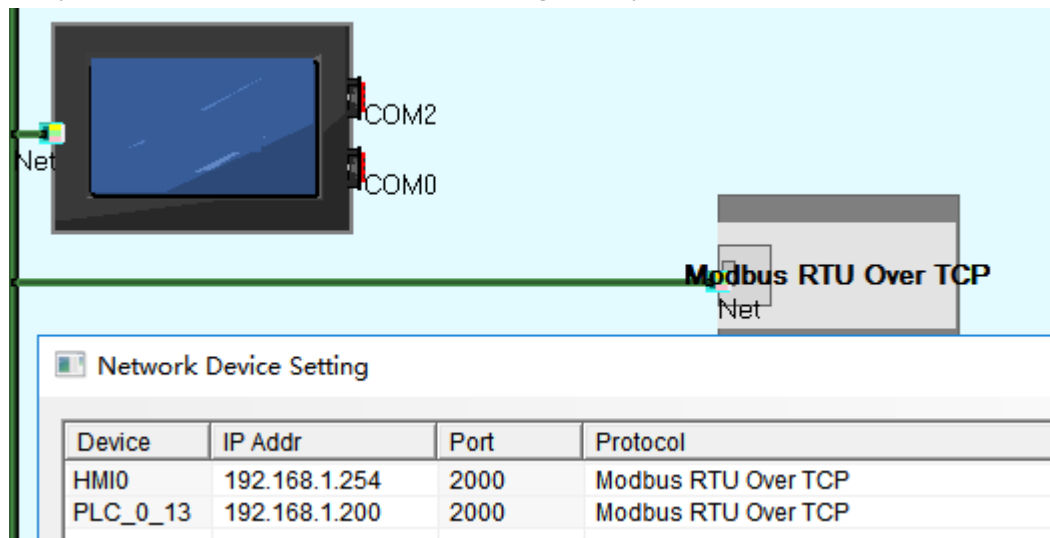 COM2
Net
COM0
Modbus RTU Over TCP
Net
Network Device Setting
Device IP Addr Port Protocol
HMI0 192.168.1.254 2000 Modbus RTU Over TCP
PLC_0_13 192.168.1.200 2000 Modbus RTU Over TCP